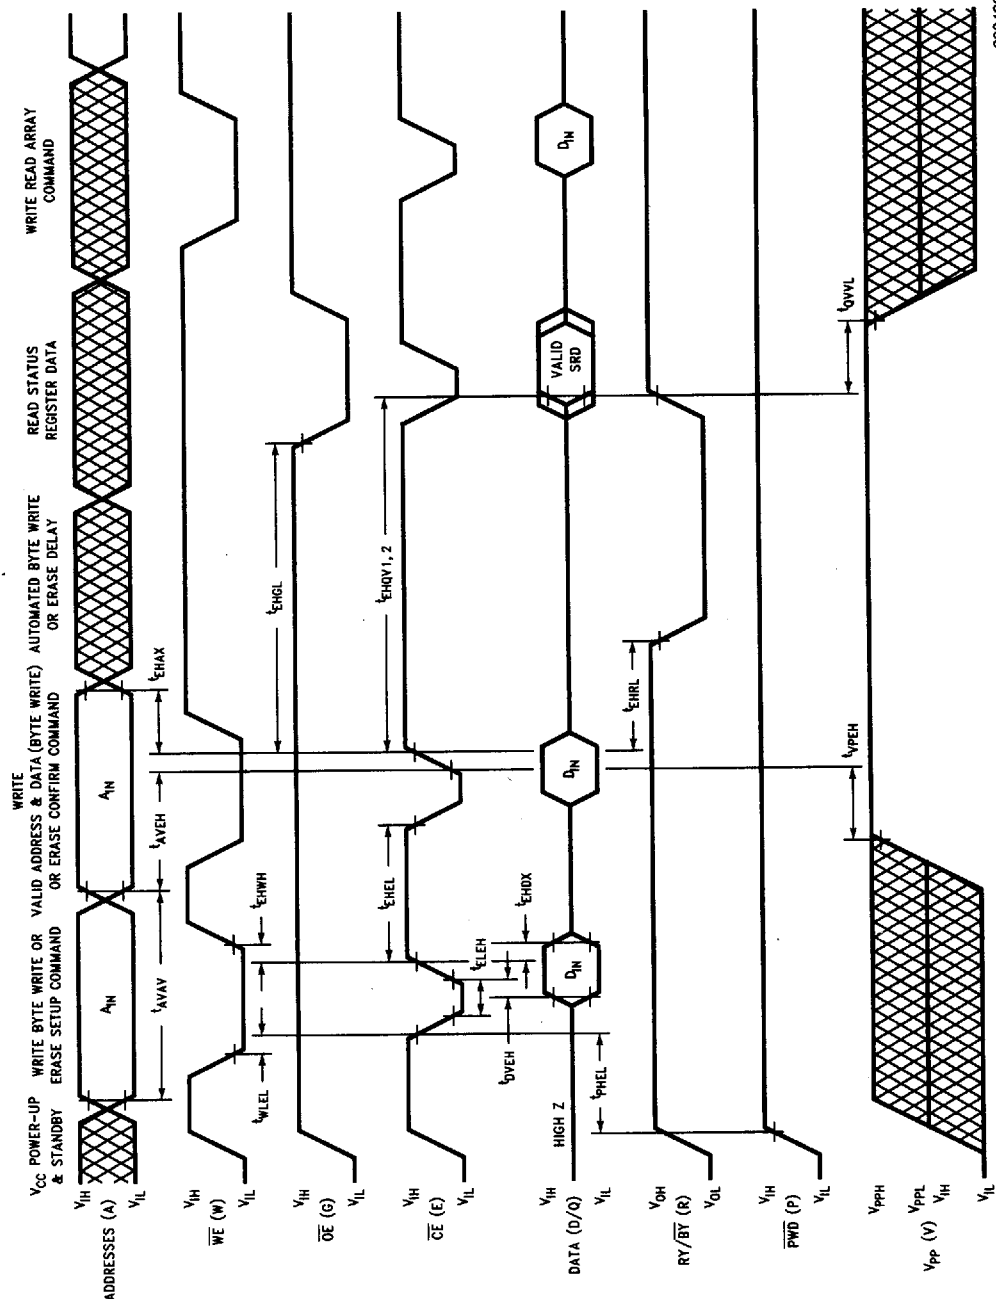 VCC POWER-UP
& STANDBY
WRITE BYTE WRITE OR
ERASE SETUP COMMAND
WRITE
VALID ADDRESS & DATA (BYTE WRITE)
OR ERASE CONFIRM COMMAND
AUTOMATED BYTE WRITE
OR ERASE DELAY
READ STATUS
REGISTER DATA
WRITE READ ARRAY
COMMAND
ADDRESSES (A)
VIH
VIL
AIN
AIN
tAVAV
tAVEH
tEHAX
WE (W)
VIH
VIL
tWLEL
tEHWH
tEHGL
OE (G)
VIH
VIL
CE (E)
VIH
VIL
tEHEL
tEHQV1, 2
tELEH
tDVEH
tEHDX
DATA (D/Q)
VIH
VIL
HIGH Z
DIN
DIN
VALID
SRD
DIN
tPHEL
tEHRL
RY/BY (R)
VOH
VOL
PWD (P)
VIH
VIL
tVPEH
tQVVL
VPP (V)
VPPH
VPPL
VIH
VIL